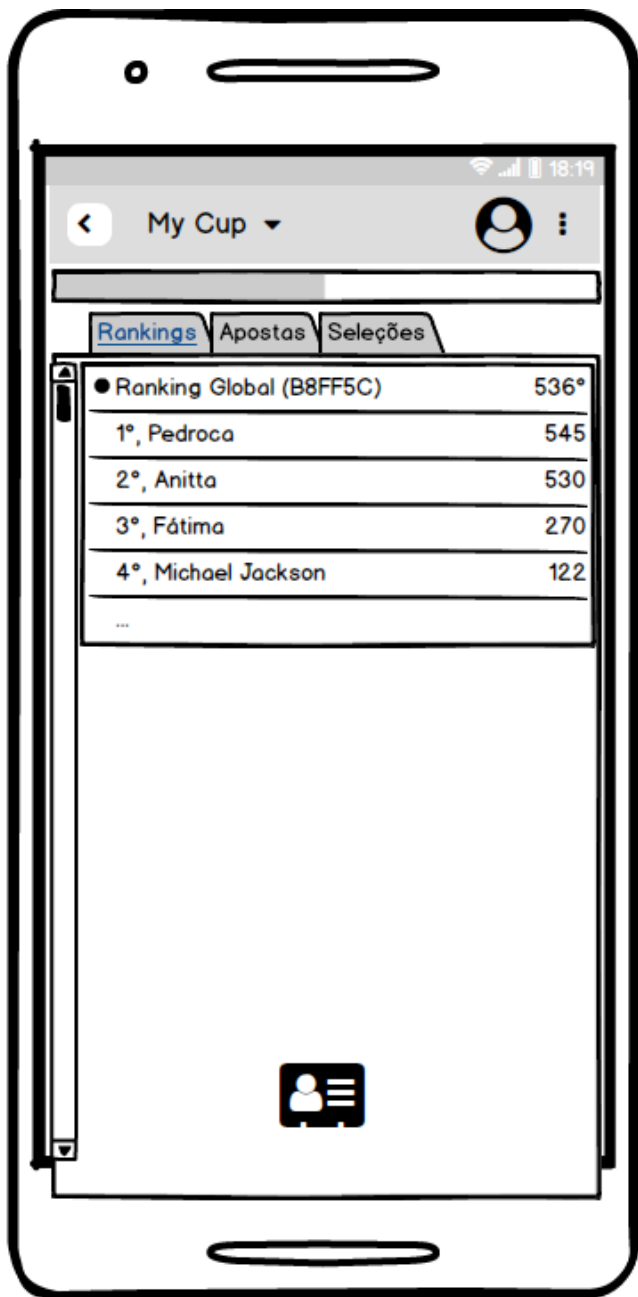 18:19
My Cup
Rankings Apostas Seleções
Ranking Global (B8FF5C) 536°
1°, Pedroca 545
2°, Anitta 530
3°, Fátima 270
4°, Michael Jackson 122
...